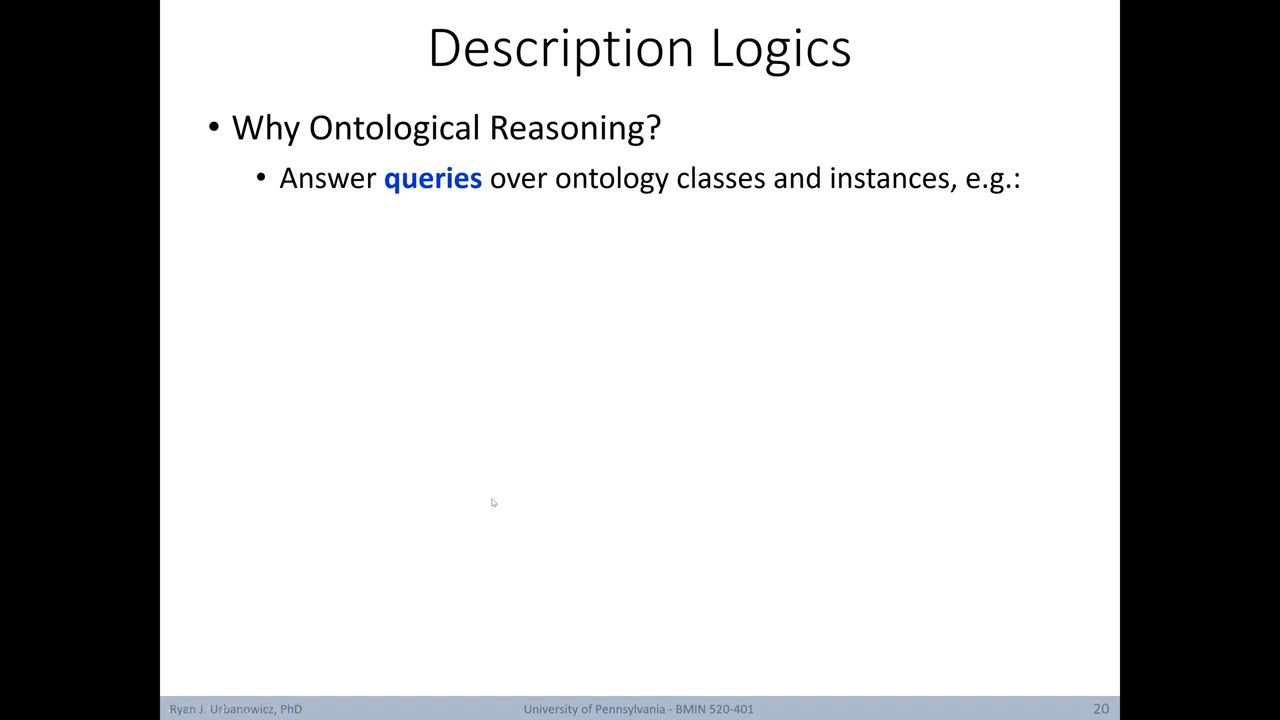 Description Logics
• Why Ontological Reasoning?
• Answer queries over ontology classes and instances, e.g.:
Ryan J. Urbanowicz, PhD
University of Pennsylvania - BMIN 520-401
20